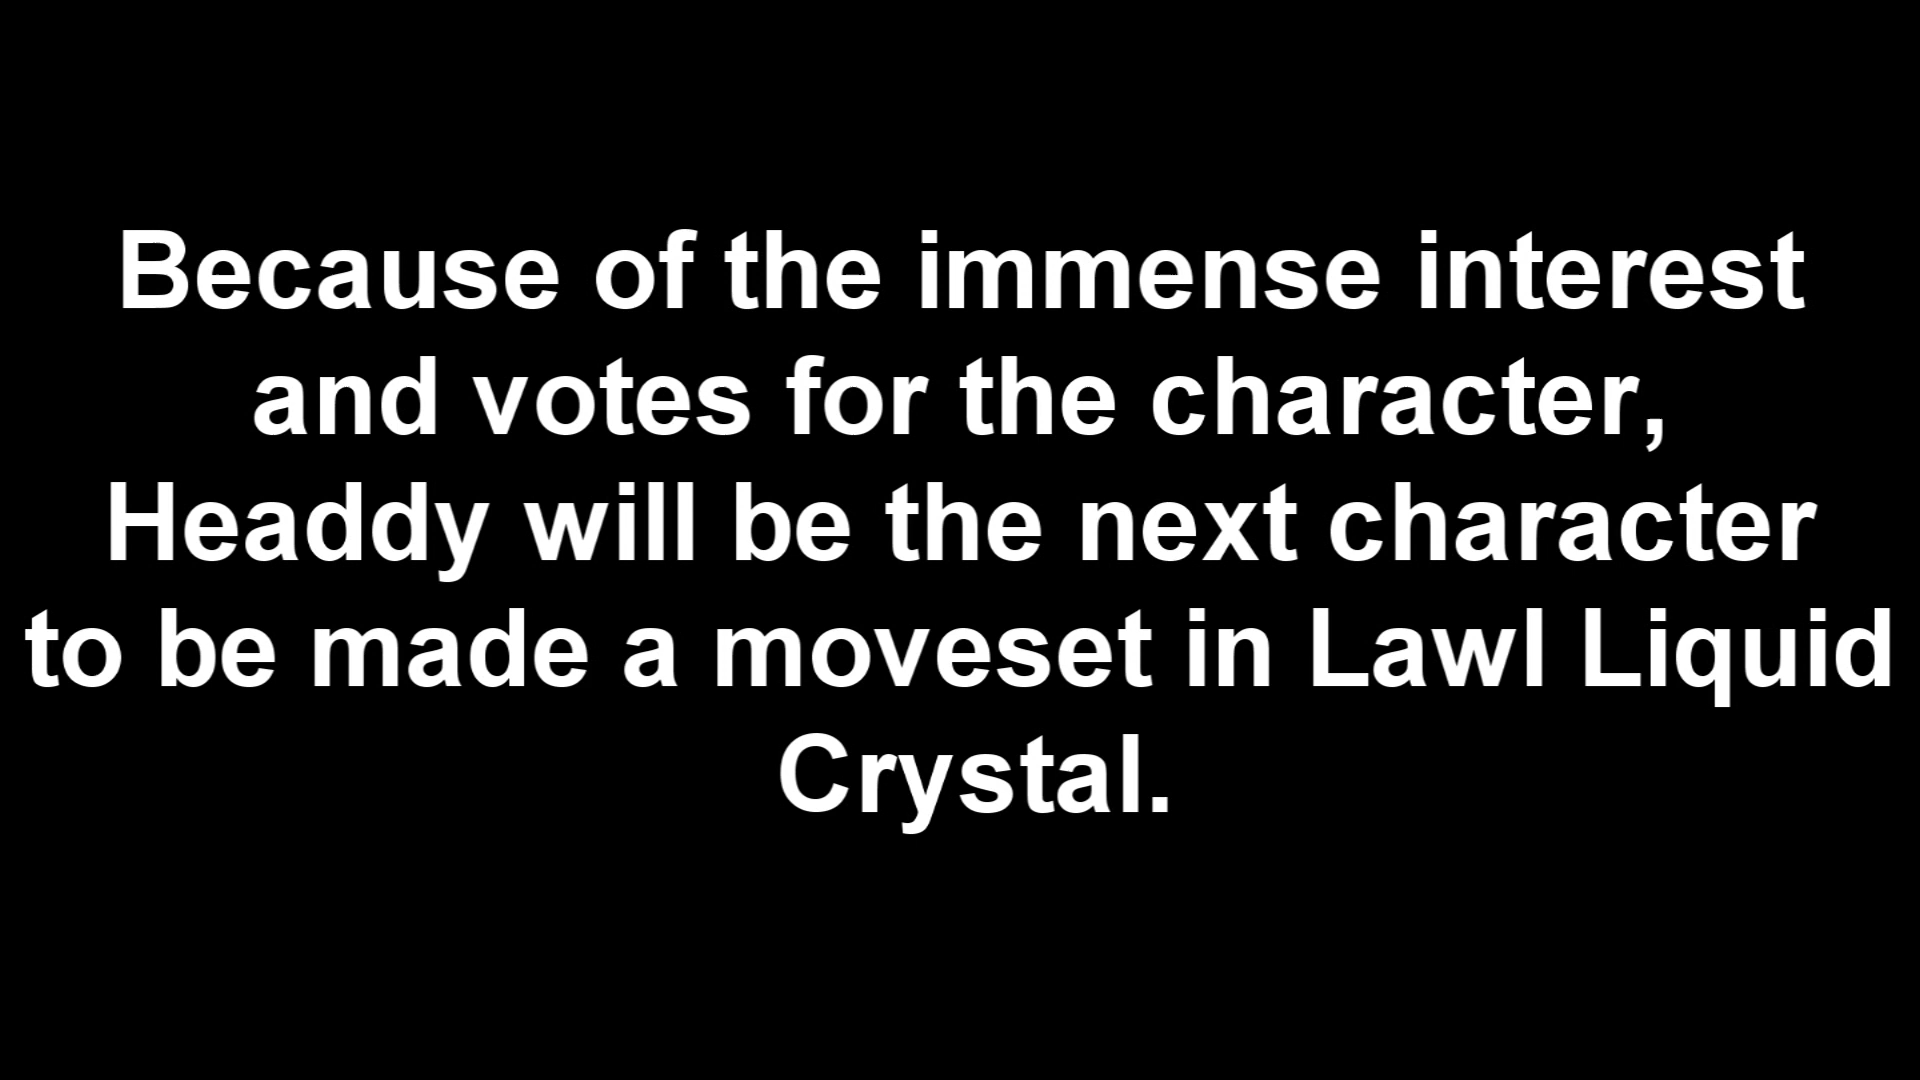 Because of the immense interest
and votes for the character,
Headdy will be the next character
to be made a moveset in Lawl Liquid
Crystal.